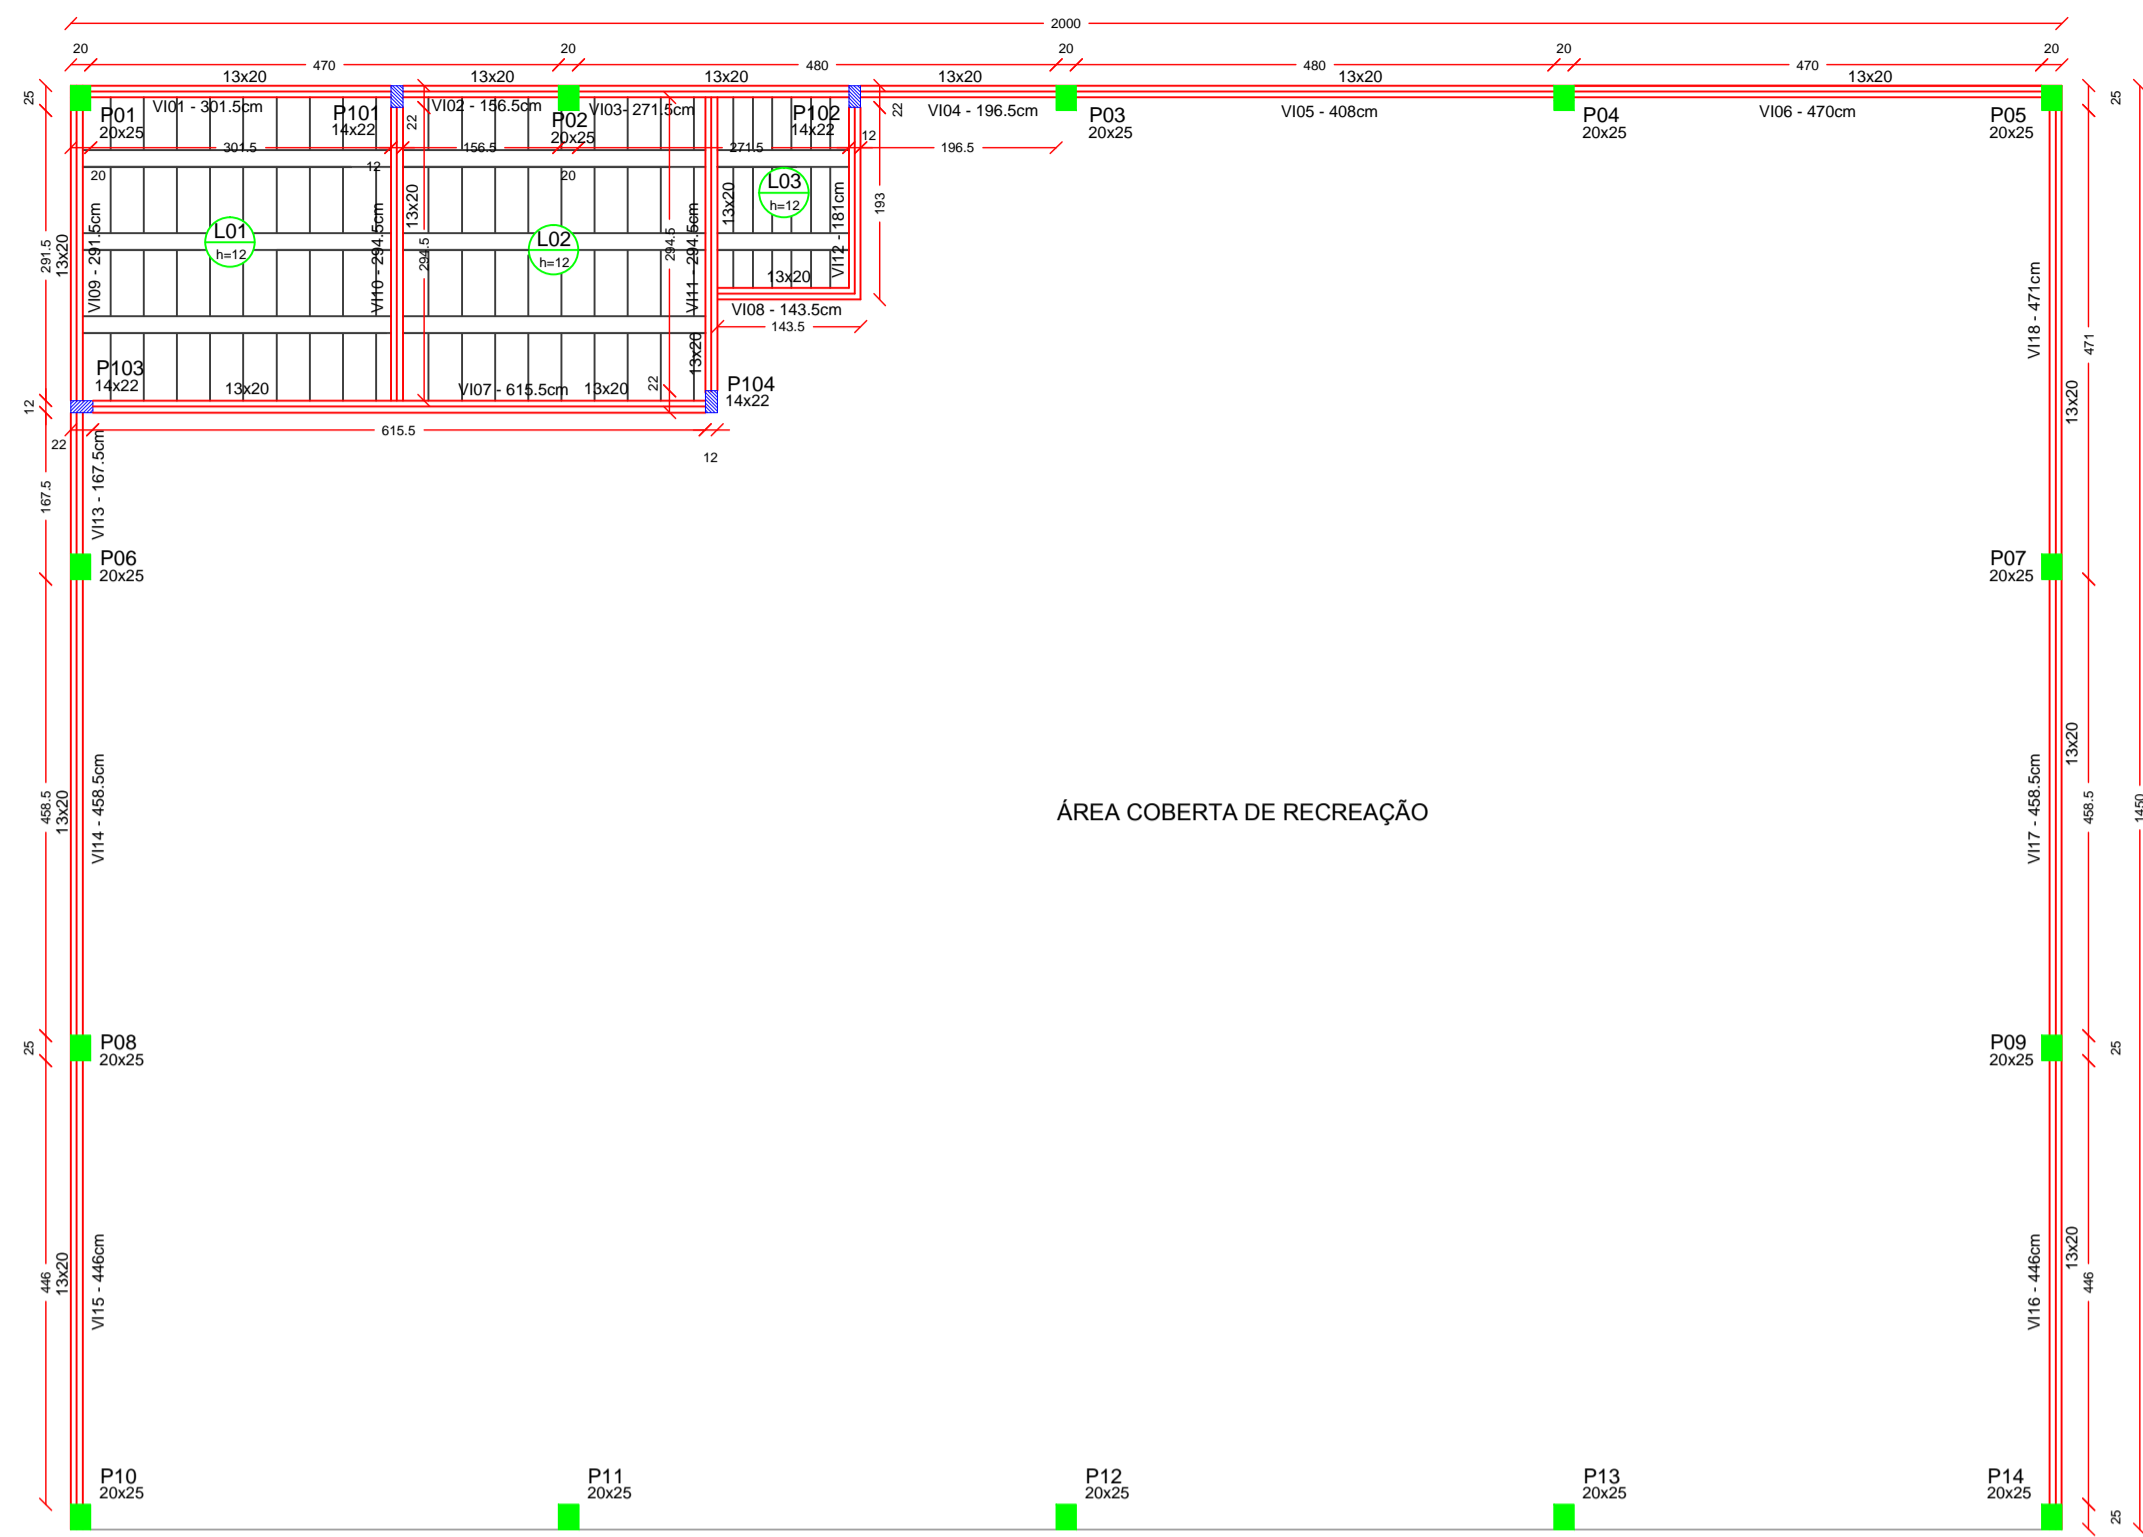 2000
20 20 20 20 20
470 480 480 470
13x20 13x20 13x20 13x20 13x20 13x20
25
VI01 - 301.5cm
VI02 - 156.5cm
VI03- 271.5cm
VI04 - 196.5cm
VI05 - 408cm
VI06 - 470cm
25
P01
20x25
P101
14x22
22
P02
20x25
P102
14x22
22
P03
20x25
P04
20x25
P05
20x25
301.5
12
156.5
271.5
12
196.5
20
20
L01
h=12
L02
h=12
L03
h=12
291.5
13x20
VI09 - 291.5cm
VI10 - 294.5cm
13x20
294.5
294.5
VI11 - 294.5cm
13x20
VI12 - 181cm
193
13x20
VI08 - 143.5cm
143.5
13x20
P103
14x22
13x20
VI07 - 615.5cm
13x20
22
P104
14x22
12
22
615.5
12
VI18 - 471cm
471
13x20
167.5
VI13 - 167.5cm
P06
20x25
P07
20x25
458.5
13x20
VI14 - 458.5cm
ÁREA COBERTA DE RECREAÇÃO
VI17 - 458.5cm
13x20
458.5
1450
25
P08
20x25
P09
20x25
25
446
13x20
VI15 - 446cm
VI16 - 446cm
13x20
446
P10
20x25
P11
20x25
P12
20x25
P13
20x25
P14
20x25
25